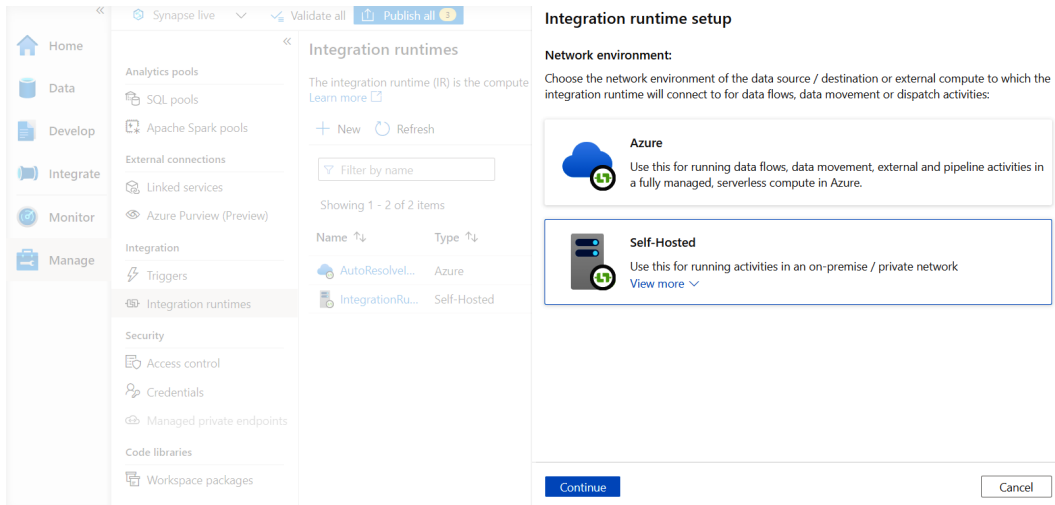 «
Home
Data
Develop
Integrate
Monitor
Manage
Synapse live
Validate all
Publish all 3
«
Analytics pools
SQL pools
Apache Spark pools
External connections
Linked services
Azure Purview (Preview)
Integration
Triggers
Integration runtimes
Security
Access control
Credentials
Managed private endpoints
Code libraries
Workspace packages
Integration runtimes
The integration runtime (IR) is the compute
Learn more
New Refresh
Filter by name
Showing 1 - 2 of 2 items
Name Type
AutoResolveI... Azure
IntegrationRu... Self-Hosted
Integration runtime setup
Network environment:
Choose the network environment of the data source / destination or external compute to which the
integration runtime will connect to for data flows, data movement or dispatch activities:
Azure
Use this for running data flows, data movement, external and pipeline activities in
a fully managed, serverless compute in Azure.
Self-Hosted
Use this for running activities in an on-premise / private network
View more
Continue
Cancel